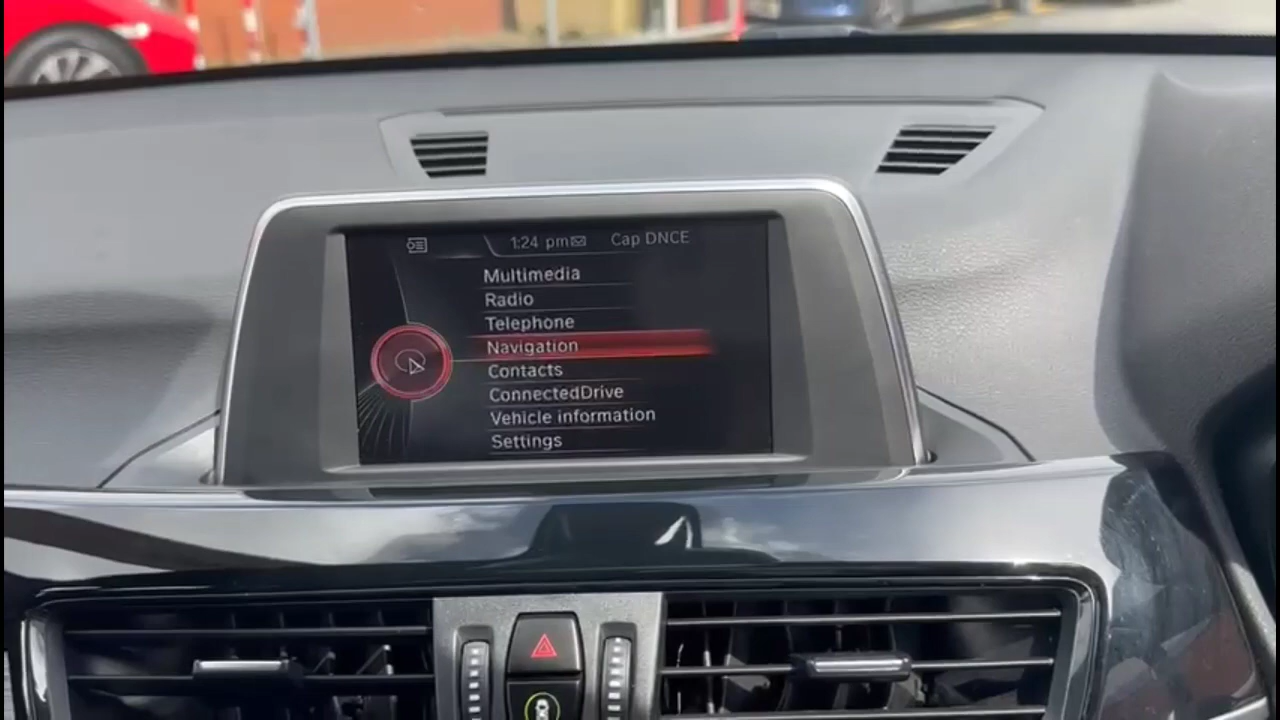 1:24 pm Cap DNCE
Multimedia
Radio
Telephone
Navigation
Contacts
ConnectedDrive
Vehicle information
Settings